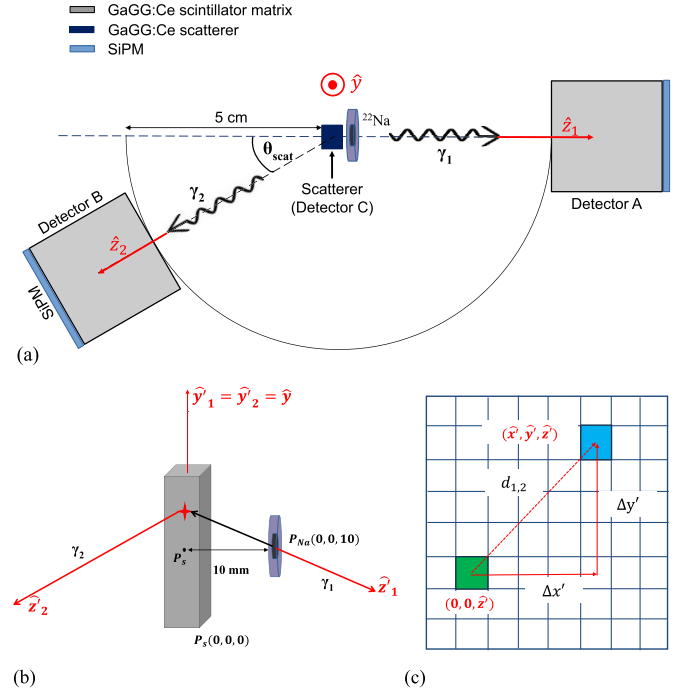 GaGG:Ce scintillator matrix
GaGG:Ce scatterer
SiPM
ŷ
5 cm
²²Na
θscat
γ₁
ẑ₁
γ₂
Scatterer
(Detector C)
Detector A
Detector B
ẑ₂
SiPM
(a)
ŷ'₁ = ŷ'₂ = ŷ
(x̂', ŷ', ẑ')
d₁,₂
Δy'
γ₂
Pₛ
P_Na(0, 0, 10)
10 mm
γ₁
ẑ'₁
ẑ'₂
Δx'
(0, 0, ẑ')
Pₛ(0, 0, 0)
(b)
(c)